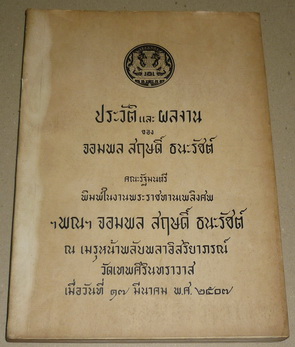 ประวัติ และ ผลงาน
ของ
จอมพล สฤษดิ์ ธนะรัชต์
คณะรัฐมนตรี
พิมพ์ในงานพระราชทานเพลิงศพ
ฯพณฯ จอมพล สฤษดิ์ ธนะรัชต์
ณ เมรุหน้าพลับพลาอิสริยาภรณ์
วัดเทพศิรินทราวาส
เมื่อวันที่ ๑๗ มีนาคม พ.ศ. ๒๕๐๗